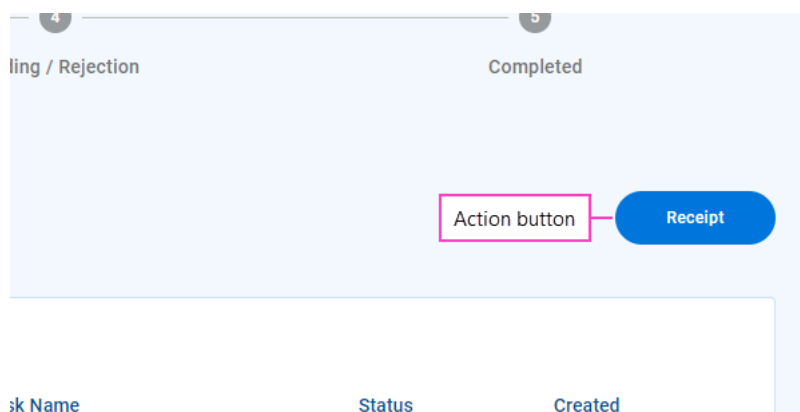 4 5
ling / Rejection Completed
Action button Receipt
sk Name Status Created